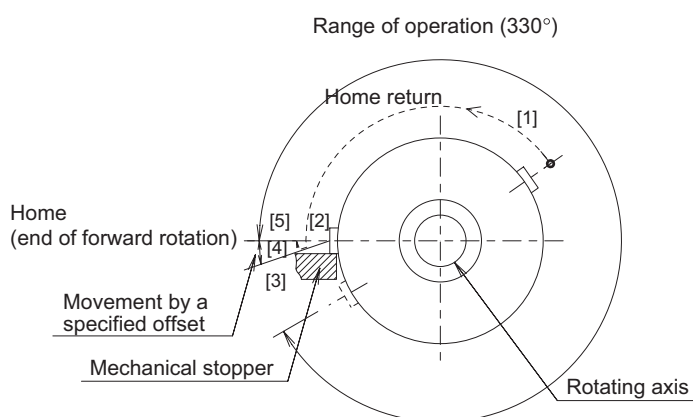 Range of operation (330°)
Home return
[1]
Home
(end of forward rotation)
[5]
[2]
[4]
[3]
Movement by a
specified offset
Mechanical stopper
Rotating axis